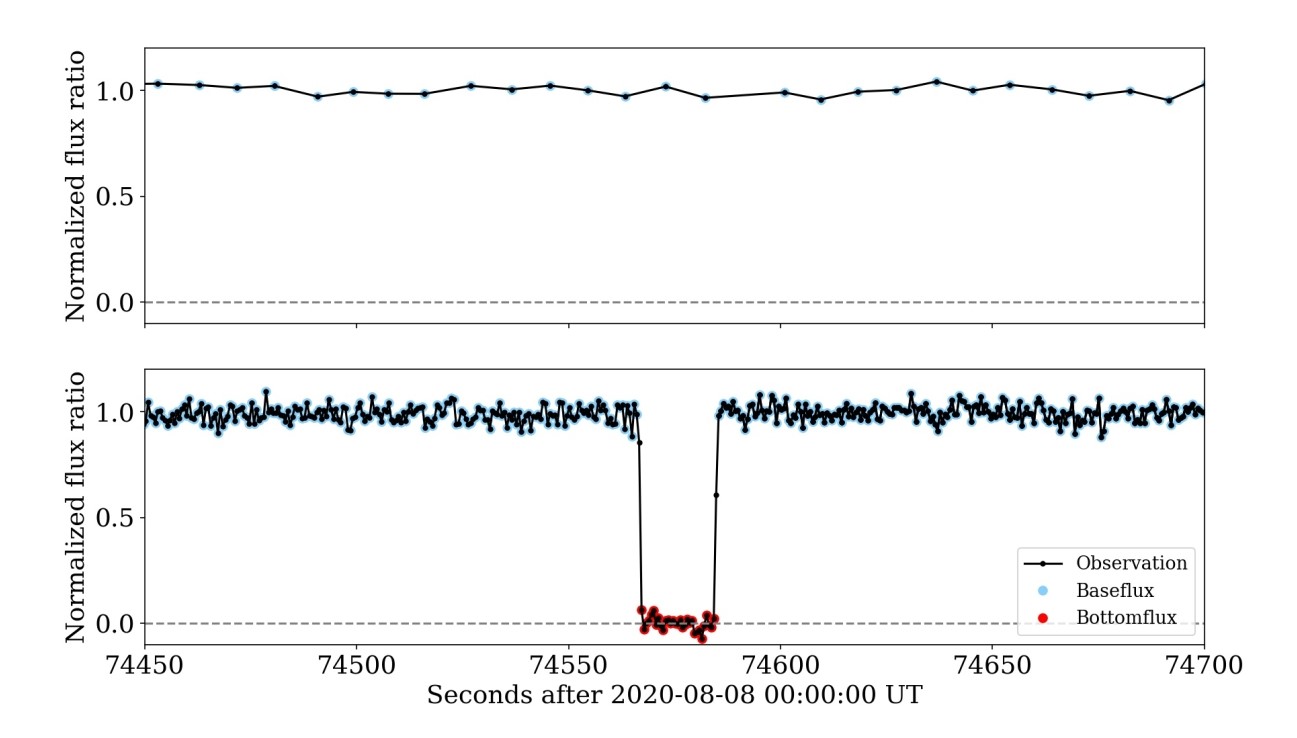 Normalized flux ratio
1.0
0.5
0.0
Normalized flux ratio
1.0
0.5
0.0
Observation
Baseflux
Bottomflux
74450 74500 74550 74600 74650 74700
Seconds after 2020-08-08 00:00:00 UT